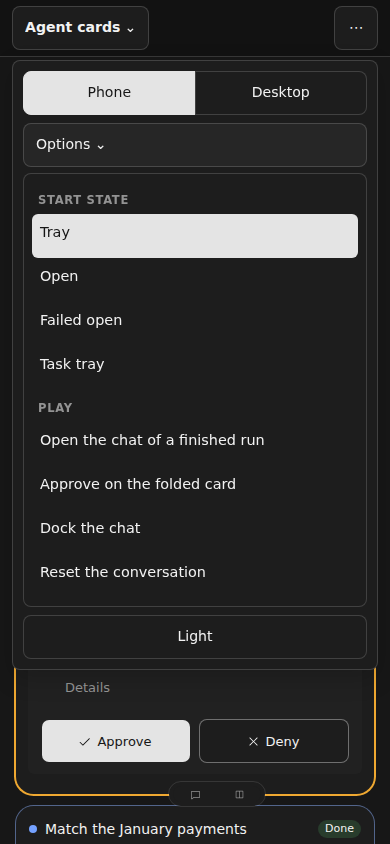 Agent cards ⌄
...
Phone
Desktop
Options ⌄
START STATE
Tray
Open
Failed open
Task tray
PLAY
Open the chat of a finished run
Approve on the folded card
Dock the chat
Reset the conversation
Light
Details
✓ Approve
✕ Deny
Match the January payments
Done